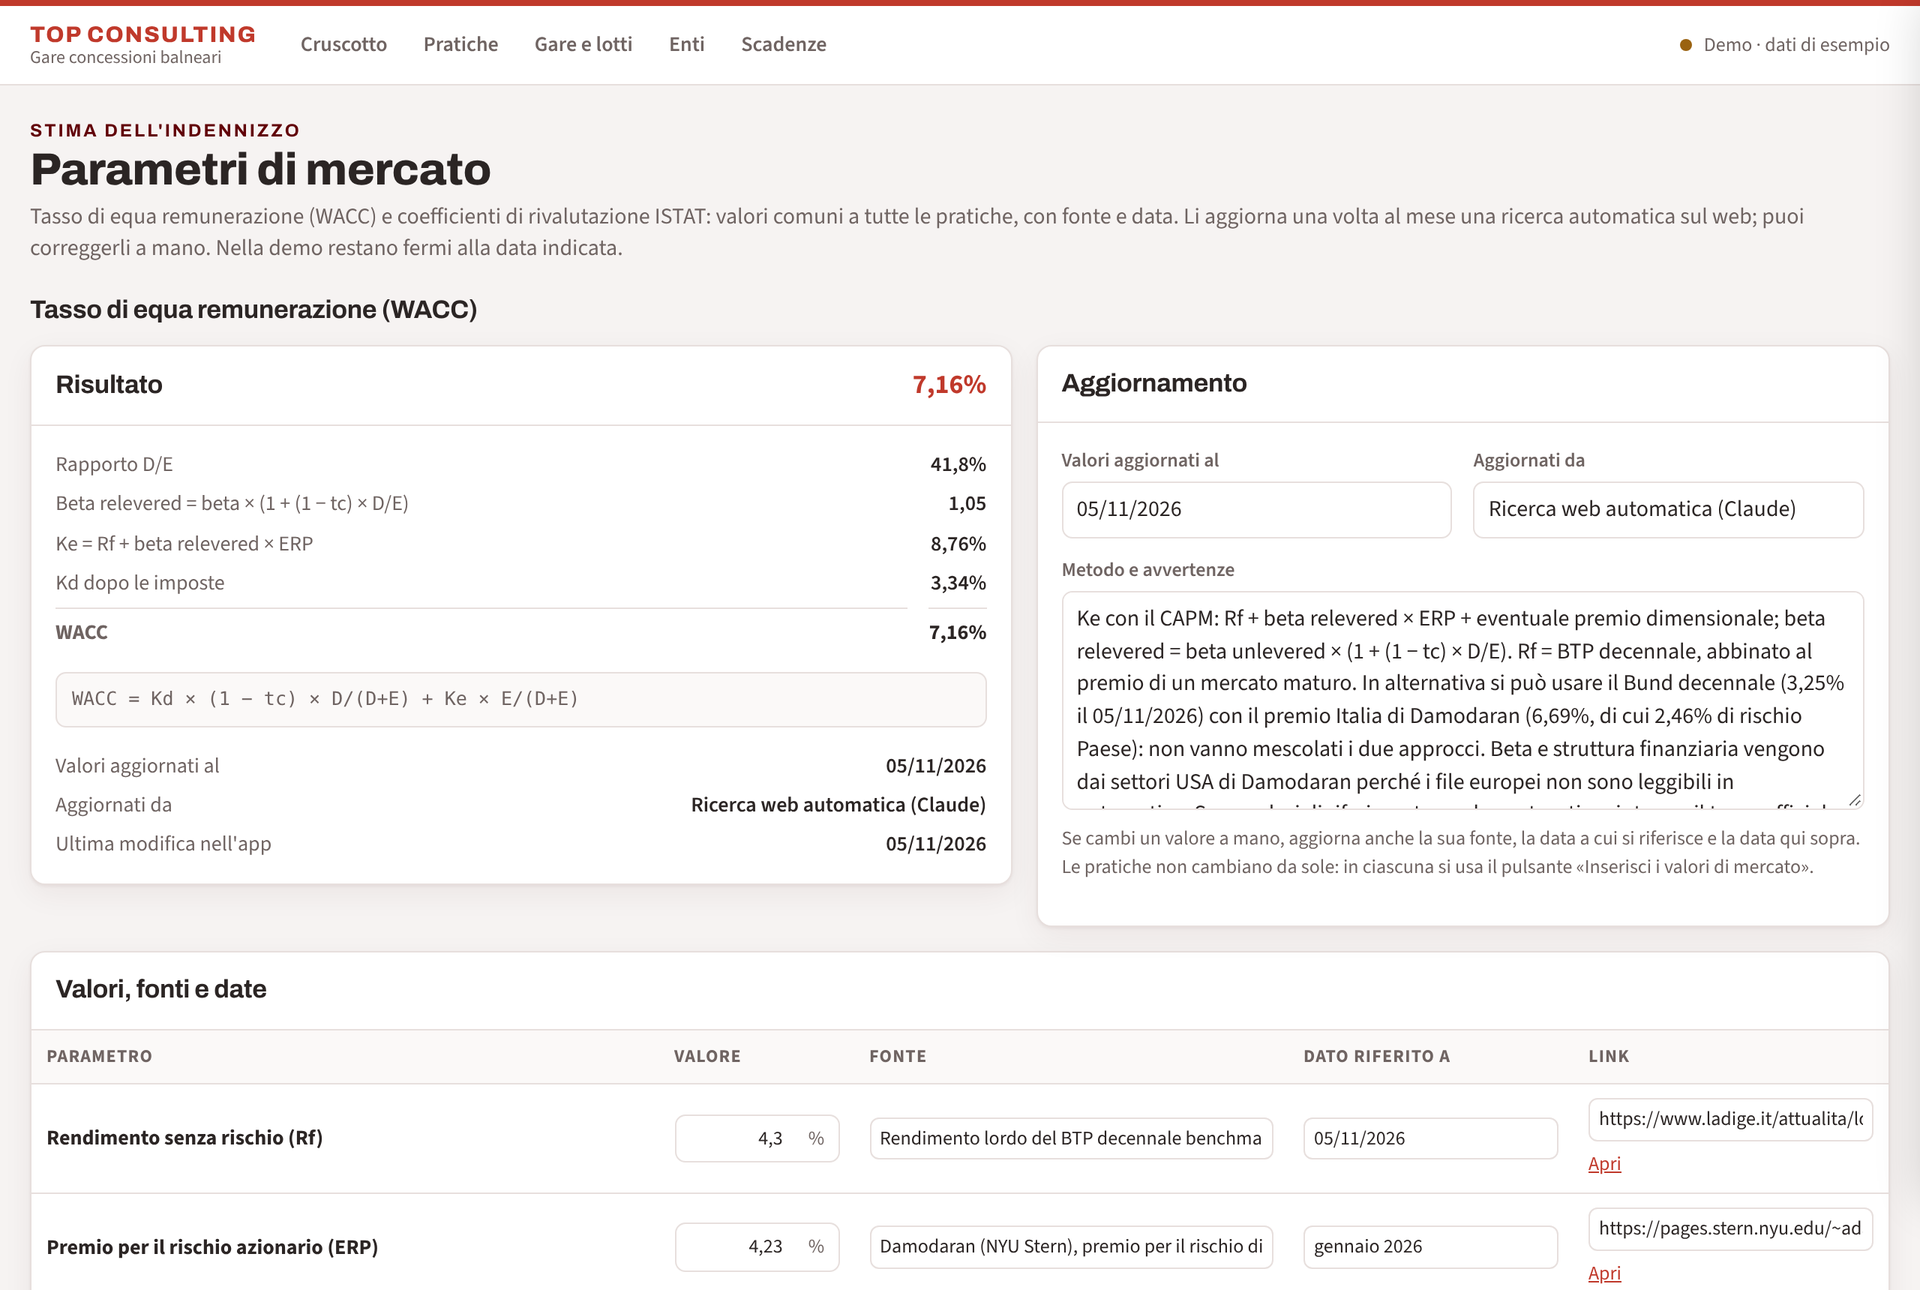 TOP CONSULTING
Gare concessioni balneari
Cruscotto
Pratiche
Gare e lotti
Enti
Scadenze
Demo · dati di esempio
STIMA DELL'INDENNIZZO
Parametri di mercato
Tasso di equa remunerazione (WACC) e coefficienti di rivalutazione ISTAT: valori comuni a tutte le pratiche, con fonte e data. Li aggiorna una volta al mese una ricerca automatica sul web; puoi
correggerli a mano. Nella demo restano fermi alla data indicata.
Tasso di equa remunerazione (WACC)
Risultato
7,16%
Rapporto D/E
41,8%
Beta relevered = beta × (1 + (1 − tc) × D/E)
1,05
Ke = Rf + beta relevered × ERP
8,76%
Kd dopo le imposte
3,34%
WACC
7,16%
WACC = Kd × (1 − tc) × D/(D+E) + Ke × E/(D+E)
Valori aggiornati al
05/11/2026
Aggiornati da
Ricerca web automatica (Claude)
Ultima modifica nell'app
05/11/2026
Aggiornamento
Valori aggiornati al
Aggiornati da
05/11/2026
Ricerca web automatica (Claude)
Metodo e avvertenze
Ke con il CAPM: Rf + beta relevered × ERP + eventuale premio dimensionale; beta
relevered = beta unlevered × (1 + (1 − tc) × D/E). Rf = BTP decennale, abbinato al
premio di un mercato maturo. In alternativa si può usare il Bund decennale (3,25%
il 05/11/2026) con il premio Italia di Damodaran (6,69%, di cui 2,46% di rischio
Paese): non vanno mescolati i due approcci. Beta e struttura finanziaria vengono
dai settori USA di Damodaran perché i file europei non sono leggibili in
Se cambi un valore a mano, aggiorna anche la sua fonte, la data a cui si riferisce e la data qui sopra.
Le pratiche non cambiano da sole: in ciascuna si usa il pulsante «Inserisci i valori di mercato».
Valori, fonti e date
PARAMETRO
VALORE
FONTE
DATO RIFERITO A
LINK
Rendimento senza rischio (Rf)
4,3 %
Rendimento lordo del BTP decennale benchma
05/11/2026
https://www.ladige.it/attualita/l
Apri
Premio per il rischio azionario (ERP)
4,23 %
Damodaran (NYU Stern), premio per il rischio di
gennaio 2026
https://pages.stern.nyu.edu/~ad
Apri